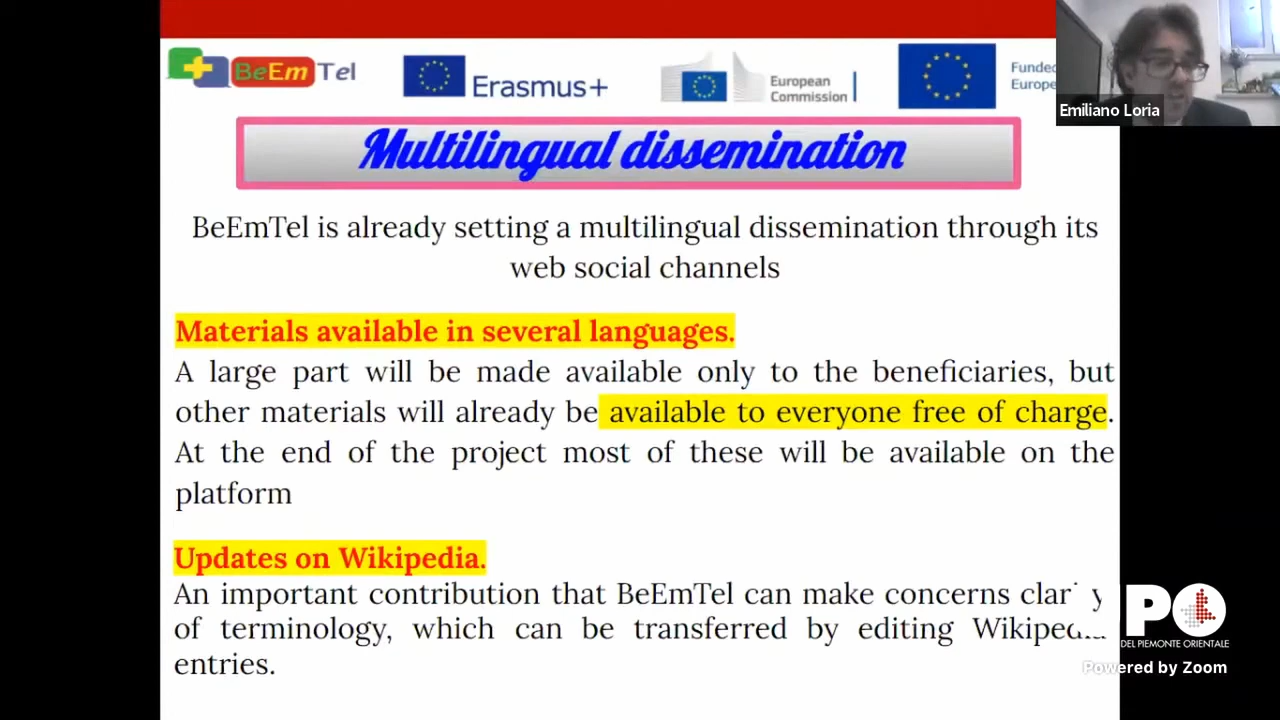 BeEmTel
Erasmus+
European
Commission
Emiliano Loria
Multilingual dissemination
BeEmTel is already setting a multilingual dissemination through its
web social channels
Materials available in several languages.
A large part will be made available only to the beneficiaries, but
other materials will already be available to everyone free of charge.
At the end of the project most of these will be available on the
platform
Updates on Wikipedia.
An important contribution that BeEmTel can make concerns
of terminology, which can be transferred by editing
entries.
DEL PIEMONTE ORIENTALE
Powered by Zoom